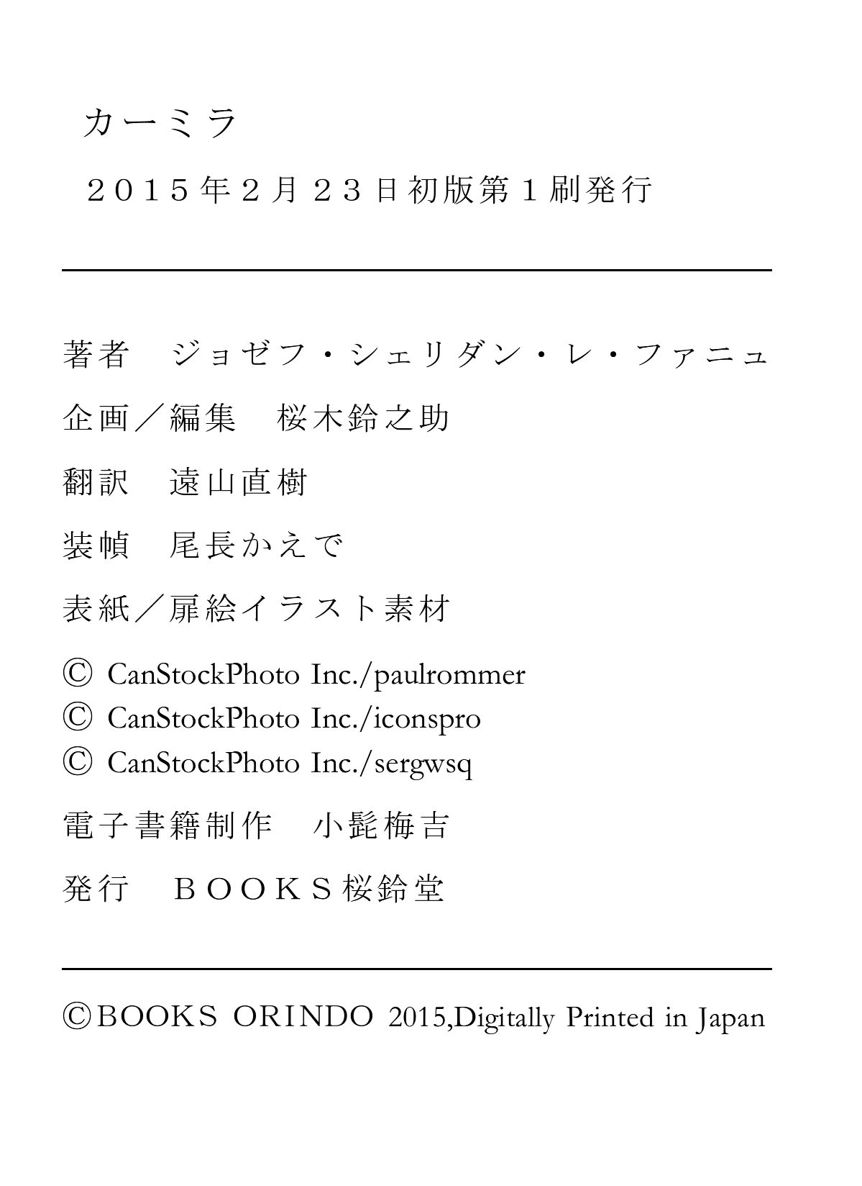 カーミラ
２０１５年２月２３日初版第１刷発行
著者　ジョゼフ・シェリダン・レ・ファニュ
企画／編集　桜木鈴之助
翻訳　遠山直樹
装幀　尾長かえで
表紙／扉絵イラスト素材
Ⓒ CanStockPhoto Inc./paulrommer
Ⓒ CanStockPhoto Inc./iconspro
Ⓒ CanStockPhoto Inc./sergwsq
電子書籍制作　小髭梅吉
発行　ＢＯＯＫＳ桜鈴堂
ⒸBOOKS ORINDO 2015,Digitally Printed in Japan